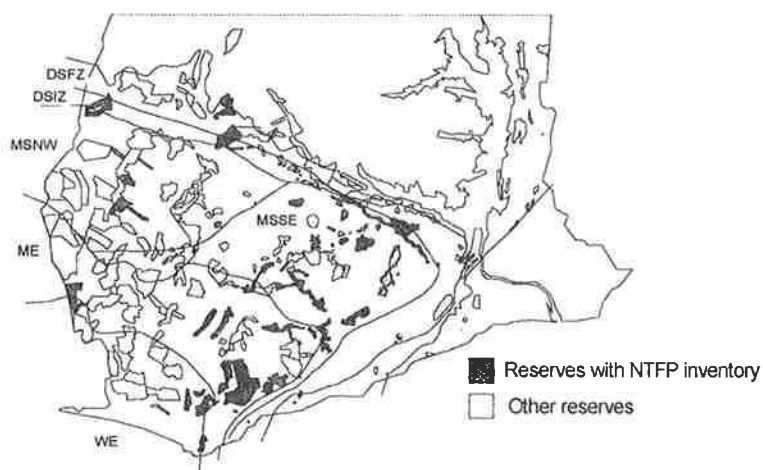 DSFZ
DSIZ
MSNW
MSSE
ME
Reserves with NTFP inventory
Other reserves
WE